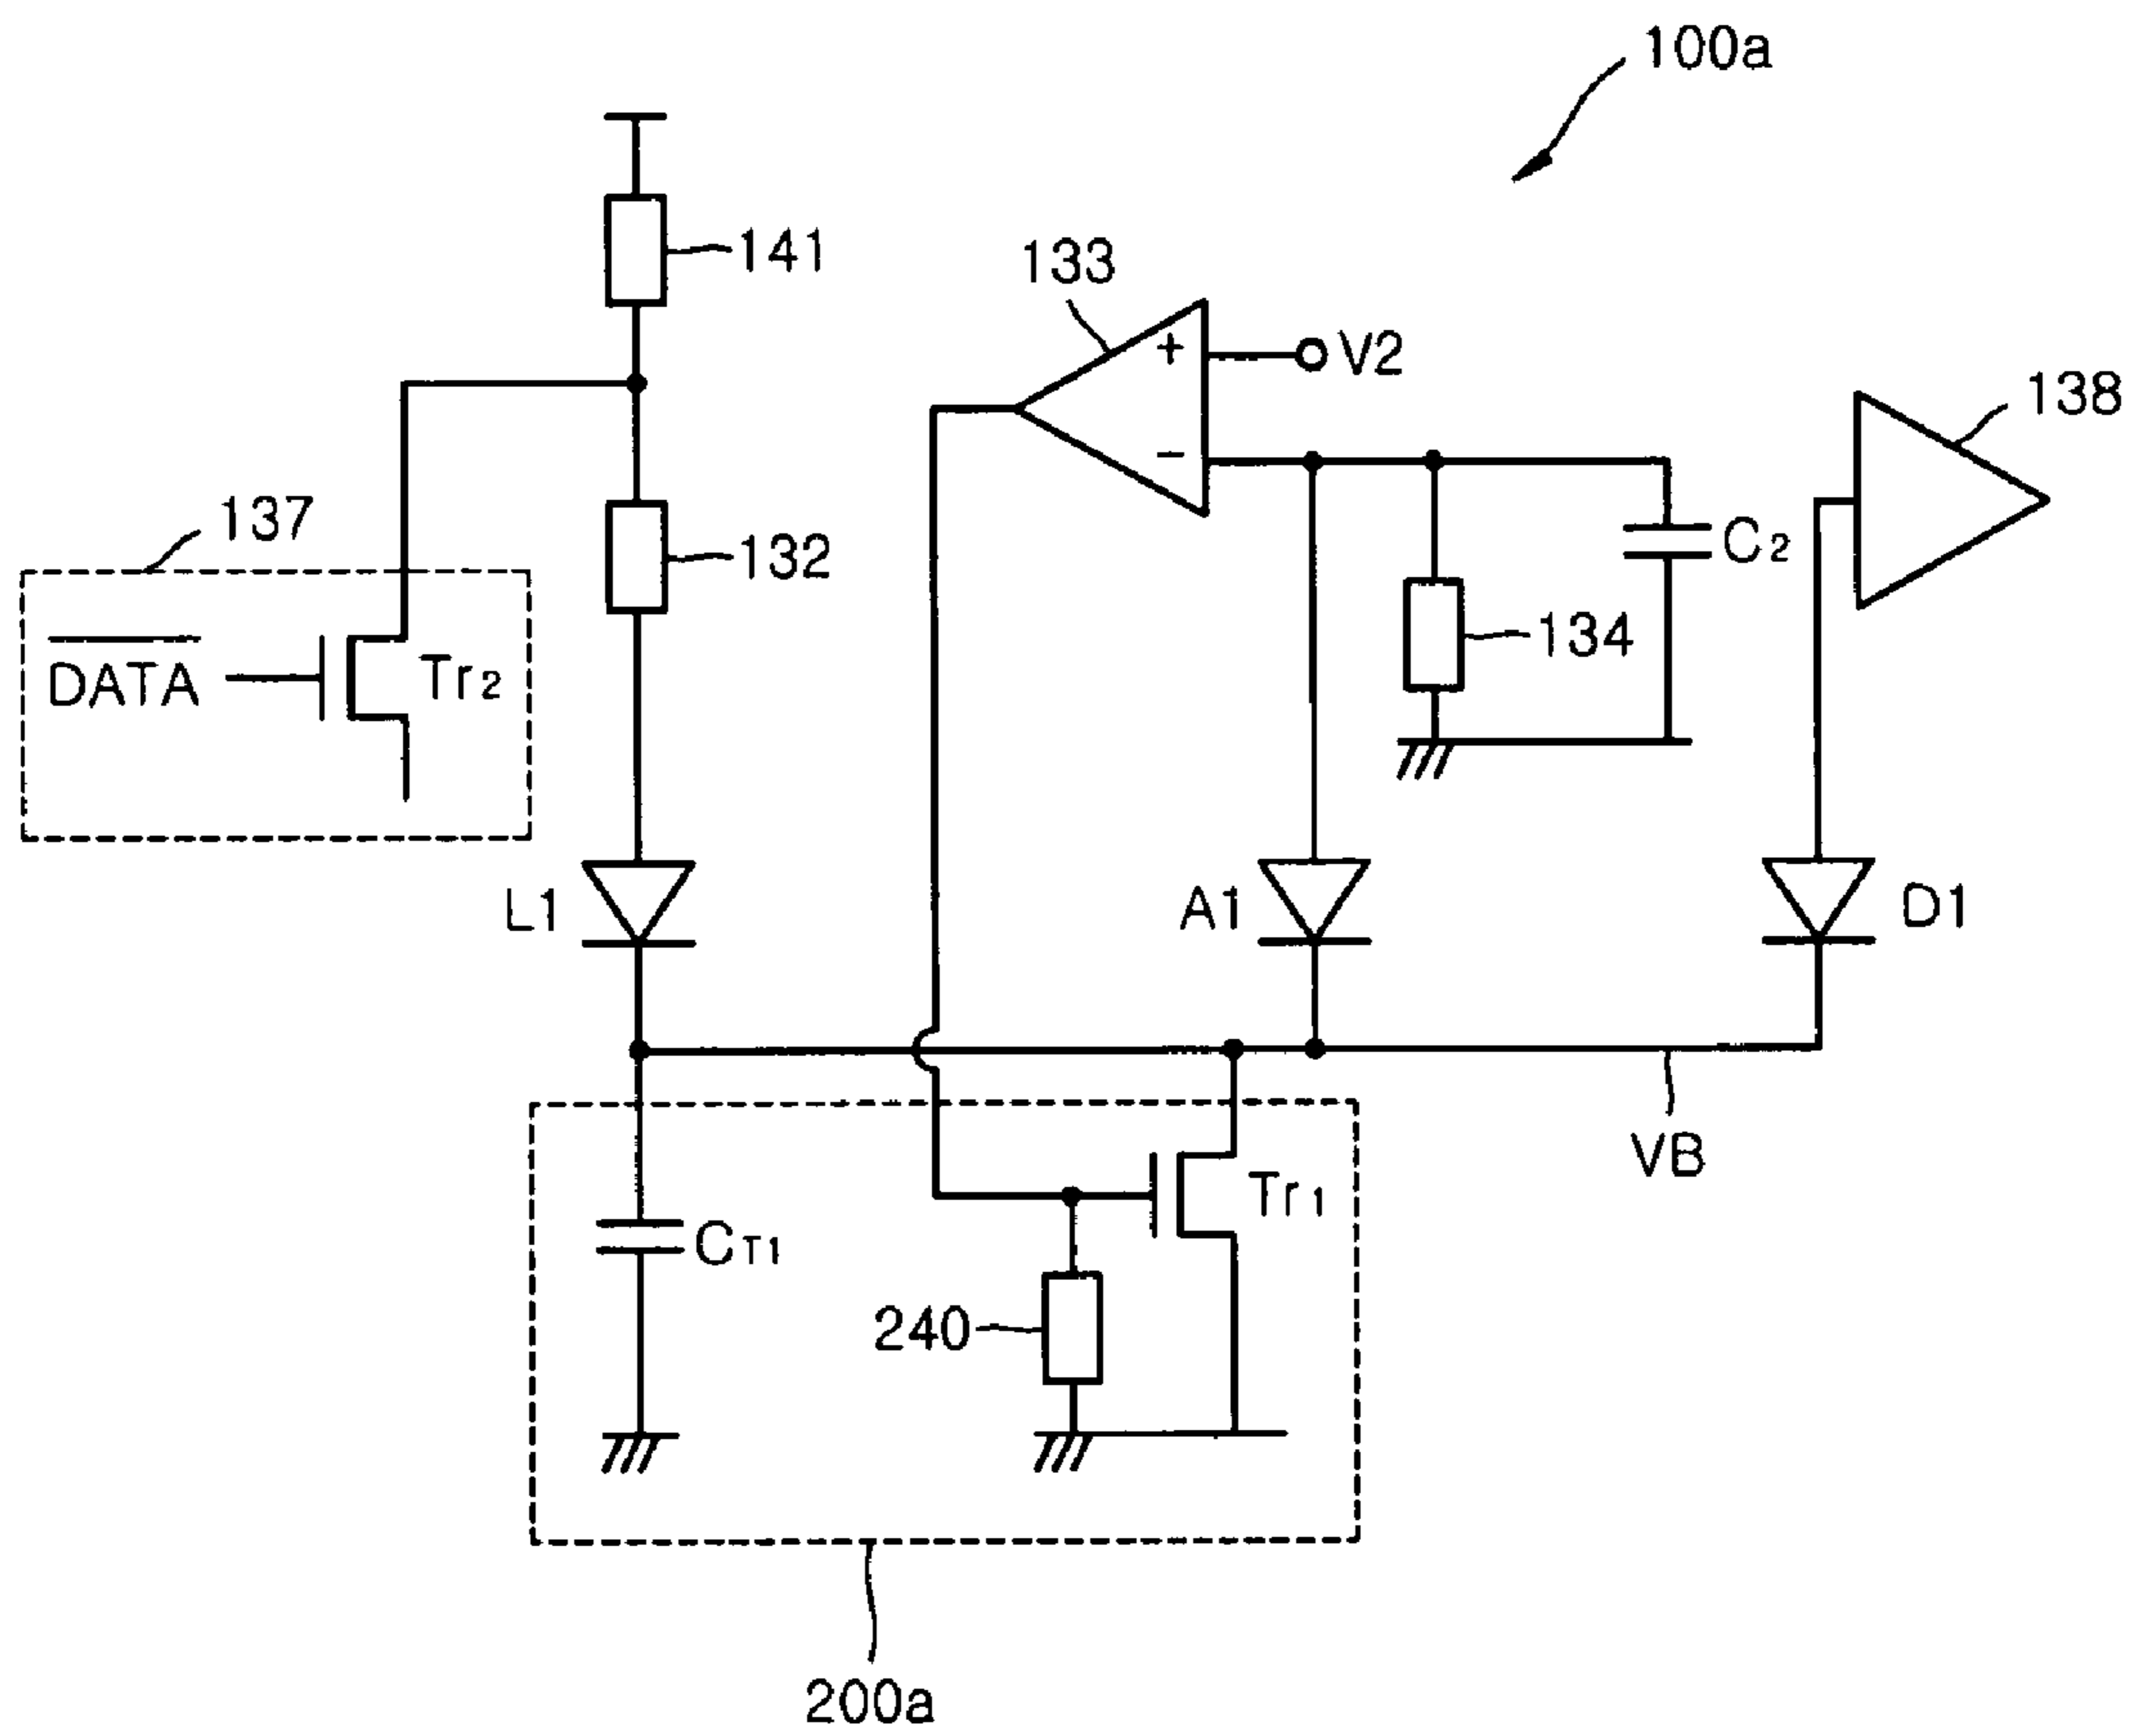 100a
141
133
+
V2
138
−
137
132
C2
134
DATA
Tr2
L1
A1
D1
VB
Tr1
CT1
240
200a